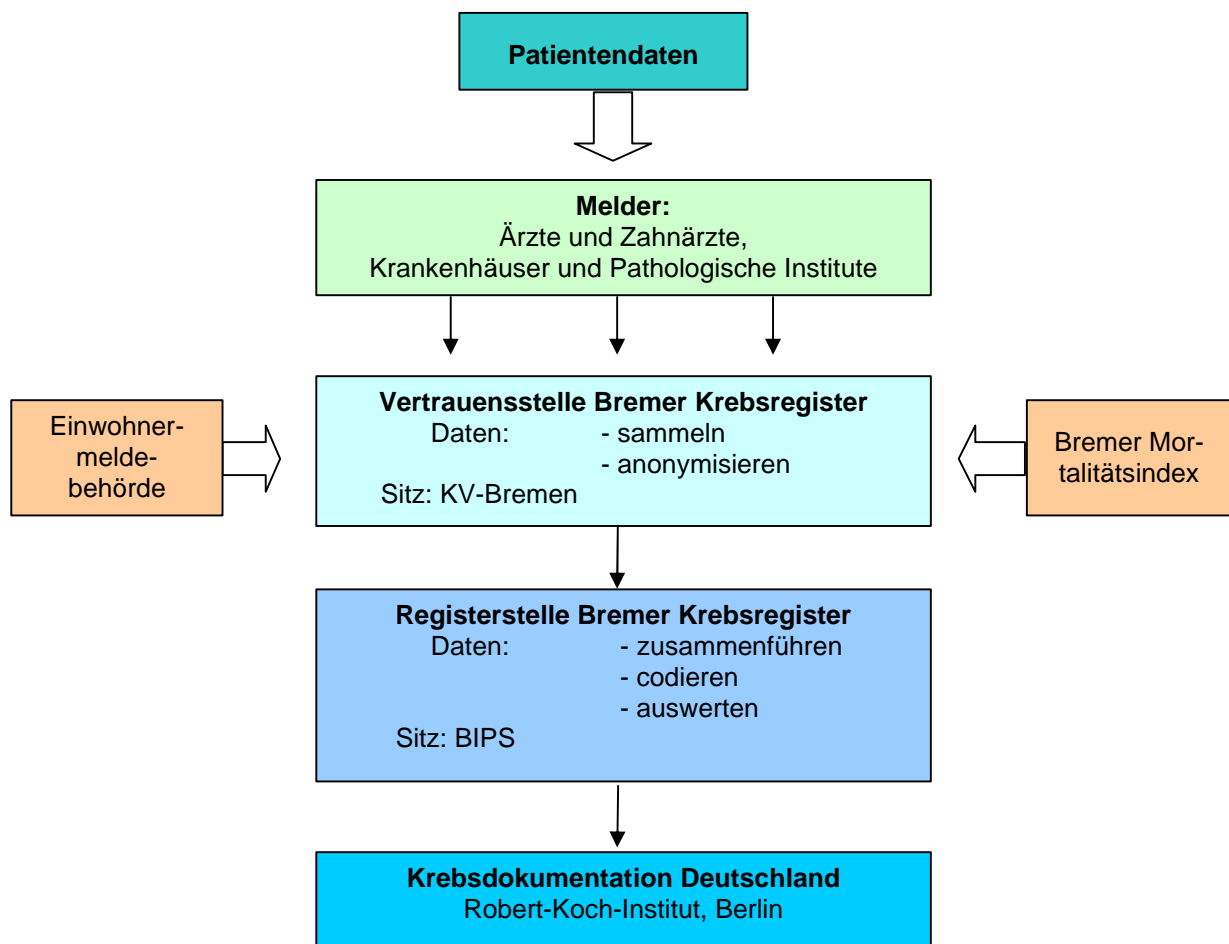 Patientendaten
Melder:
Ärzte und Zahnärzte,
Krankenhäuser und Pathologische Institute
Einwohner-
melde-
behörde
Vertrauensstelle Bremer Krebsregister
Daten: - sammeln
- anonymisieren
Sitz: KV-Bremen
Bremer Mor-
talitätsindex
Registerstelle Bremer Krebsregister
Daten: - zusammenführen
- codieren
- auswerten
Sitz: BIPS
Krebsdokumentation Deutschland
Robert-Koch-Institut, Berlin